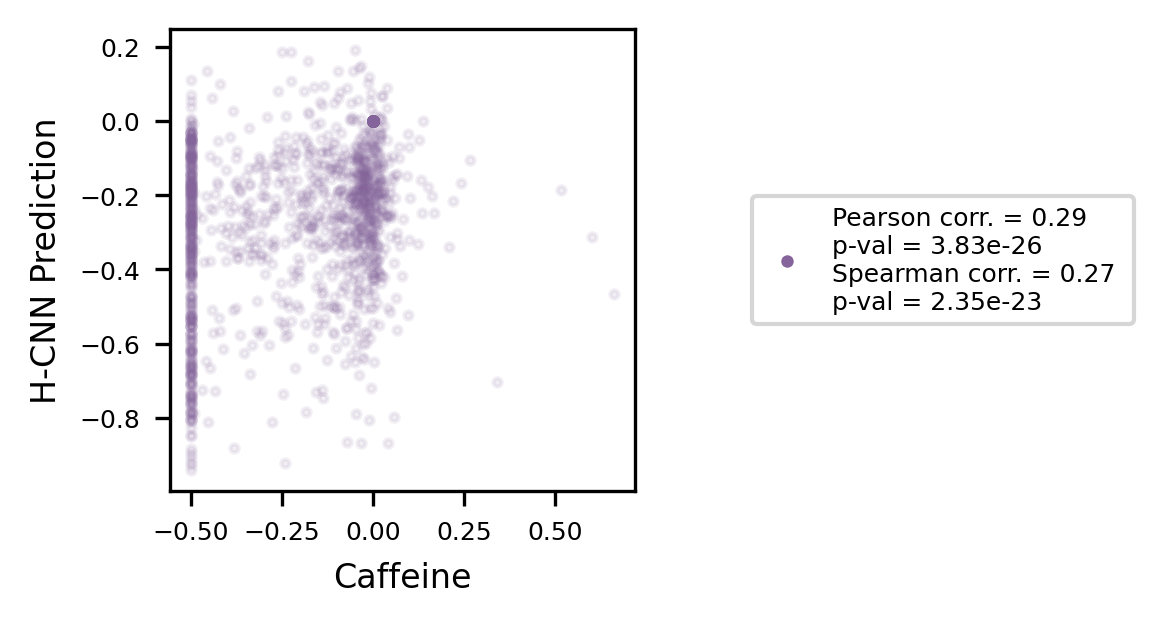 0.2
0.0
−0.2
−0.4
−0.6
−0.8
H-CNN Prediction
−0.50 −0.25 0.00 0.25 0.50
Caffeine
Pearson corr. = 0.29
p-val = 3.83e-26
Spearman corr. = 0.27
p-val = 2.35e-23